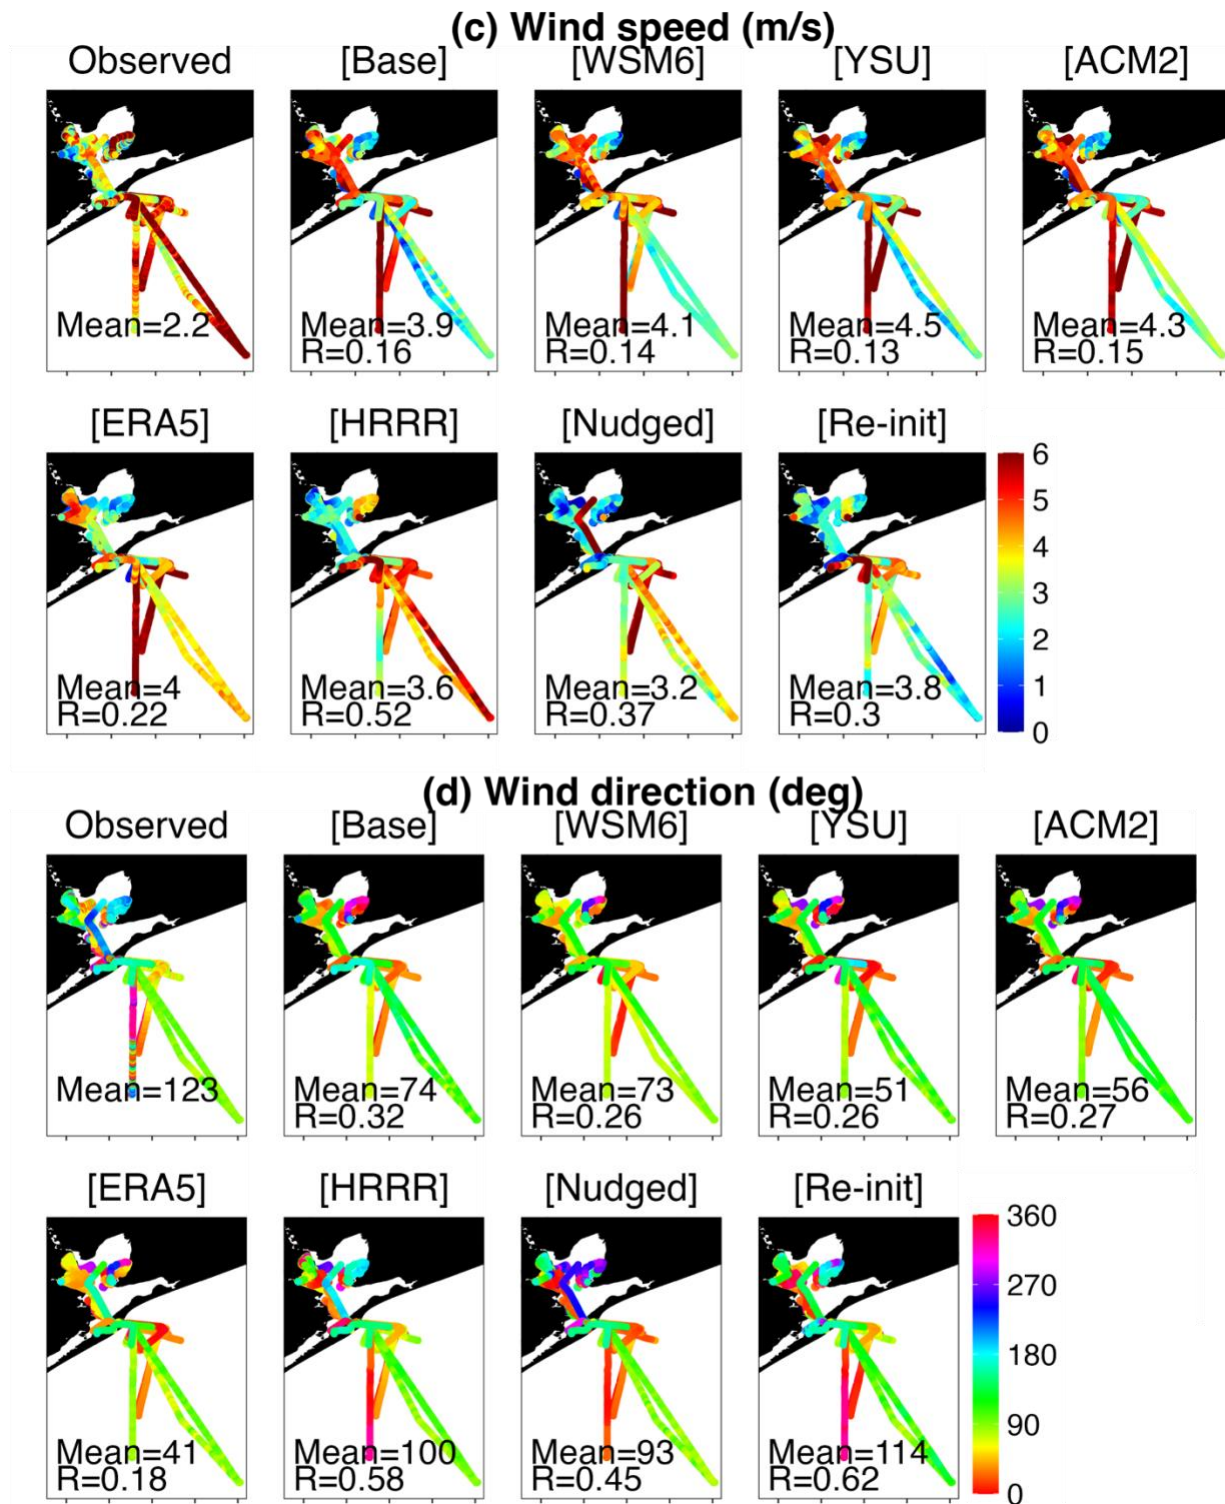 (c) Wind speed (m/s)
Observed [Base] [WSM6] [YSU] [ACM2]
Mean=2.2 Mean=3.9 Mean=4.1 Mean=4.5 Mean=4.3
R=0.16 R=0.14 R=0.13 R=0.15
[ERA5] [HRRR] [Nudged] [Re-init]
6
5
4
3
2
1
0
Mean=4 Mean=3.6 Mean=3.2 Mean=3.8
R=0.22 R=0.52 R=0.37 R=0.3
(d) Wind direction (deg)
Observed [Base] [WSM6] [YSU] [ACM2]
Mean=123 Mean=74 Mean=73 Mean=51 Mean=56
R=0.32 R=0.26 R=0.26 R=0.27
[ERA5] [HRRR] [Nudged] [Re-init]
360
270
180
90
0
Mean=41 Mean=100 Mean=93 Mean=114
R=0.18 R=0.58 R=0.45 R=0.62